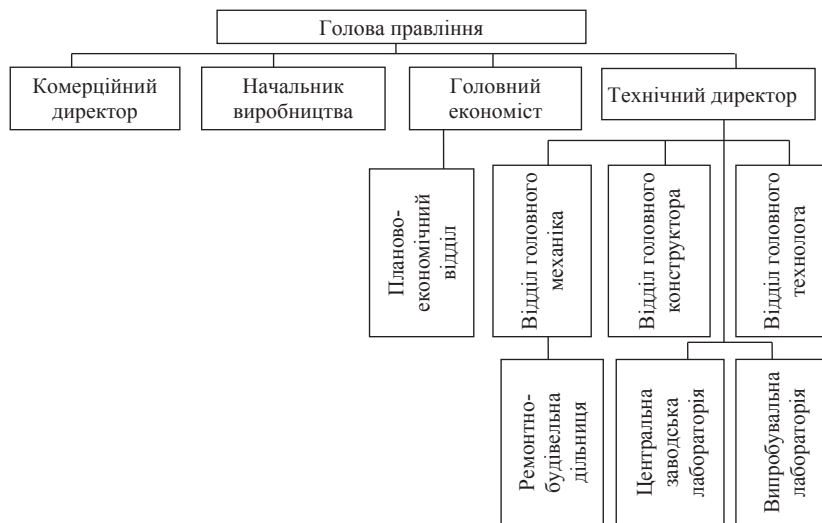 Голова правління
Комерційний
директор
Начальник
виробництва
Головний
економіст
Технічний директор
Планово-
економічний
відділ
Відділ головного
механіка
Відділ головного
конструктора
Відділ головного
технолога
Ремонтно-
будівельна
дільниця
Центральна
заводська
лабораторія
Випробувальна
лабораторія